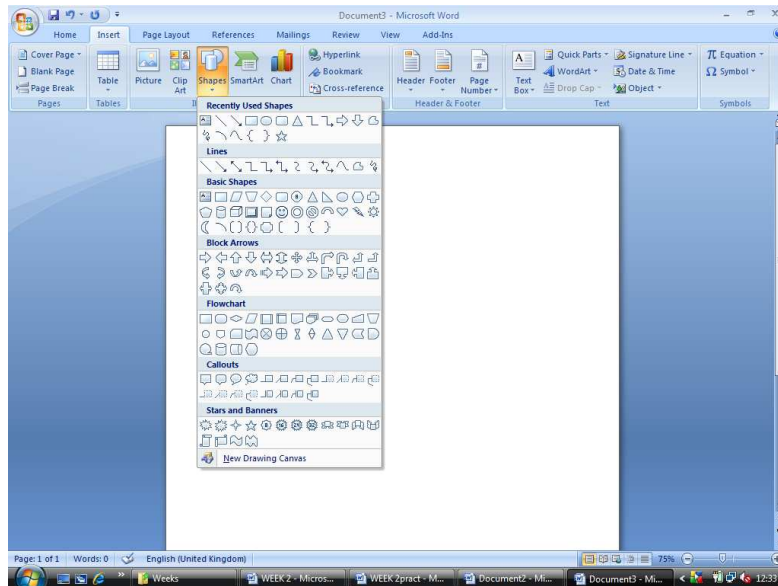 Document3 - Microsoft Word
Home Insert Page Layout References Mailings Review View Add-Ins
Cover Page
Blank Page
Page Break
Pages
Table
Tables
Picture
Clip Art
Shapes
SmartArt
Chart
Hyperlink
Bookmark
Cross-reference
Header
Footer
Page Number
Header & Footer
Text Box
Quick Parts
WordArt
Drop Cap
Signature Line
Date & Time
Object
Text
Equation
Symbol
Symbols
Recently Used Shapes
Lines
Basic Shapes
Block Arrows
Flowchart
Callouts
Stars and Banners
New Drawing Canvas
Page: 1 of 1 Words: 0 English (United Kingdom) 75%
Weeks WEEK 2 - Micros... WEEK 2pract - M... Document2 - Mi... Document3 - Mi...